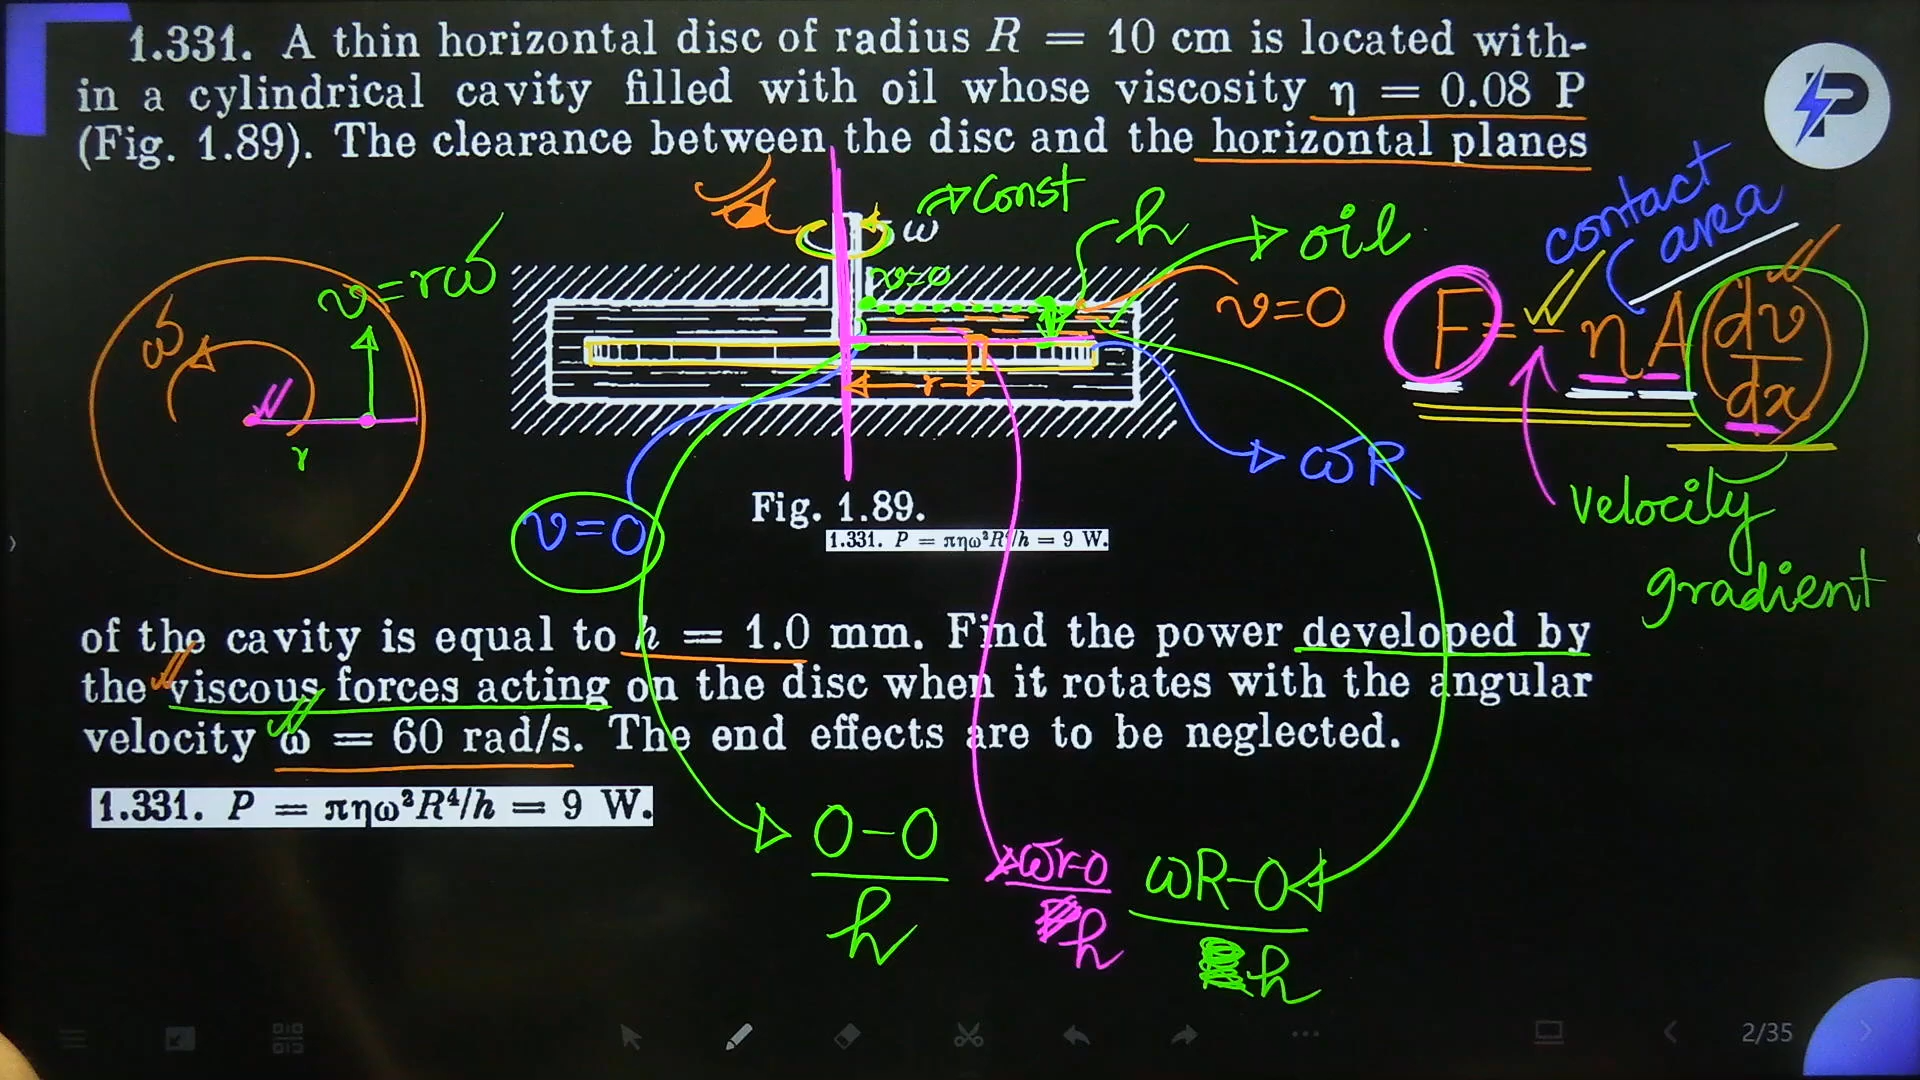 1.331. A thin horizontal disc of radius R = 10 cm is located with-
in a cylindrical cavity filled with oil whose viscosity η = 0.08 P
(Fig. 1.89). The clearance between the disc and the horizontal planes
ω → const
h
oil
contact
area
v = rω
ω
r
ω
v=0
v=0
F = - η A dv/dx
r
ωR
velocity
gradient
v=0
Fig. 1.89.
1.331. P = πηω²R⁴/h = 9 W.
of the cavity is equal to h = 1.0 mm. Find the power developed by
the viscous forces acting on the disc when it rotates with the angular
velocity ω = 60 rad/s. The end effects are to be neglected.
1.331. P = πηω²R⁴/h = 9 W.
0-0
h
ωr-0
h
ωR-0
h
2/35